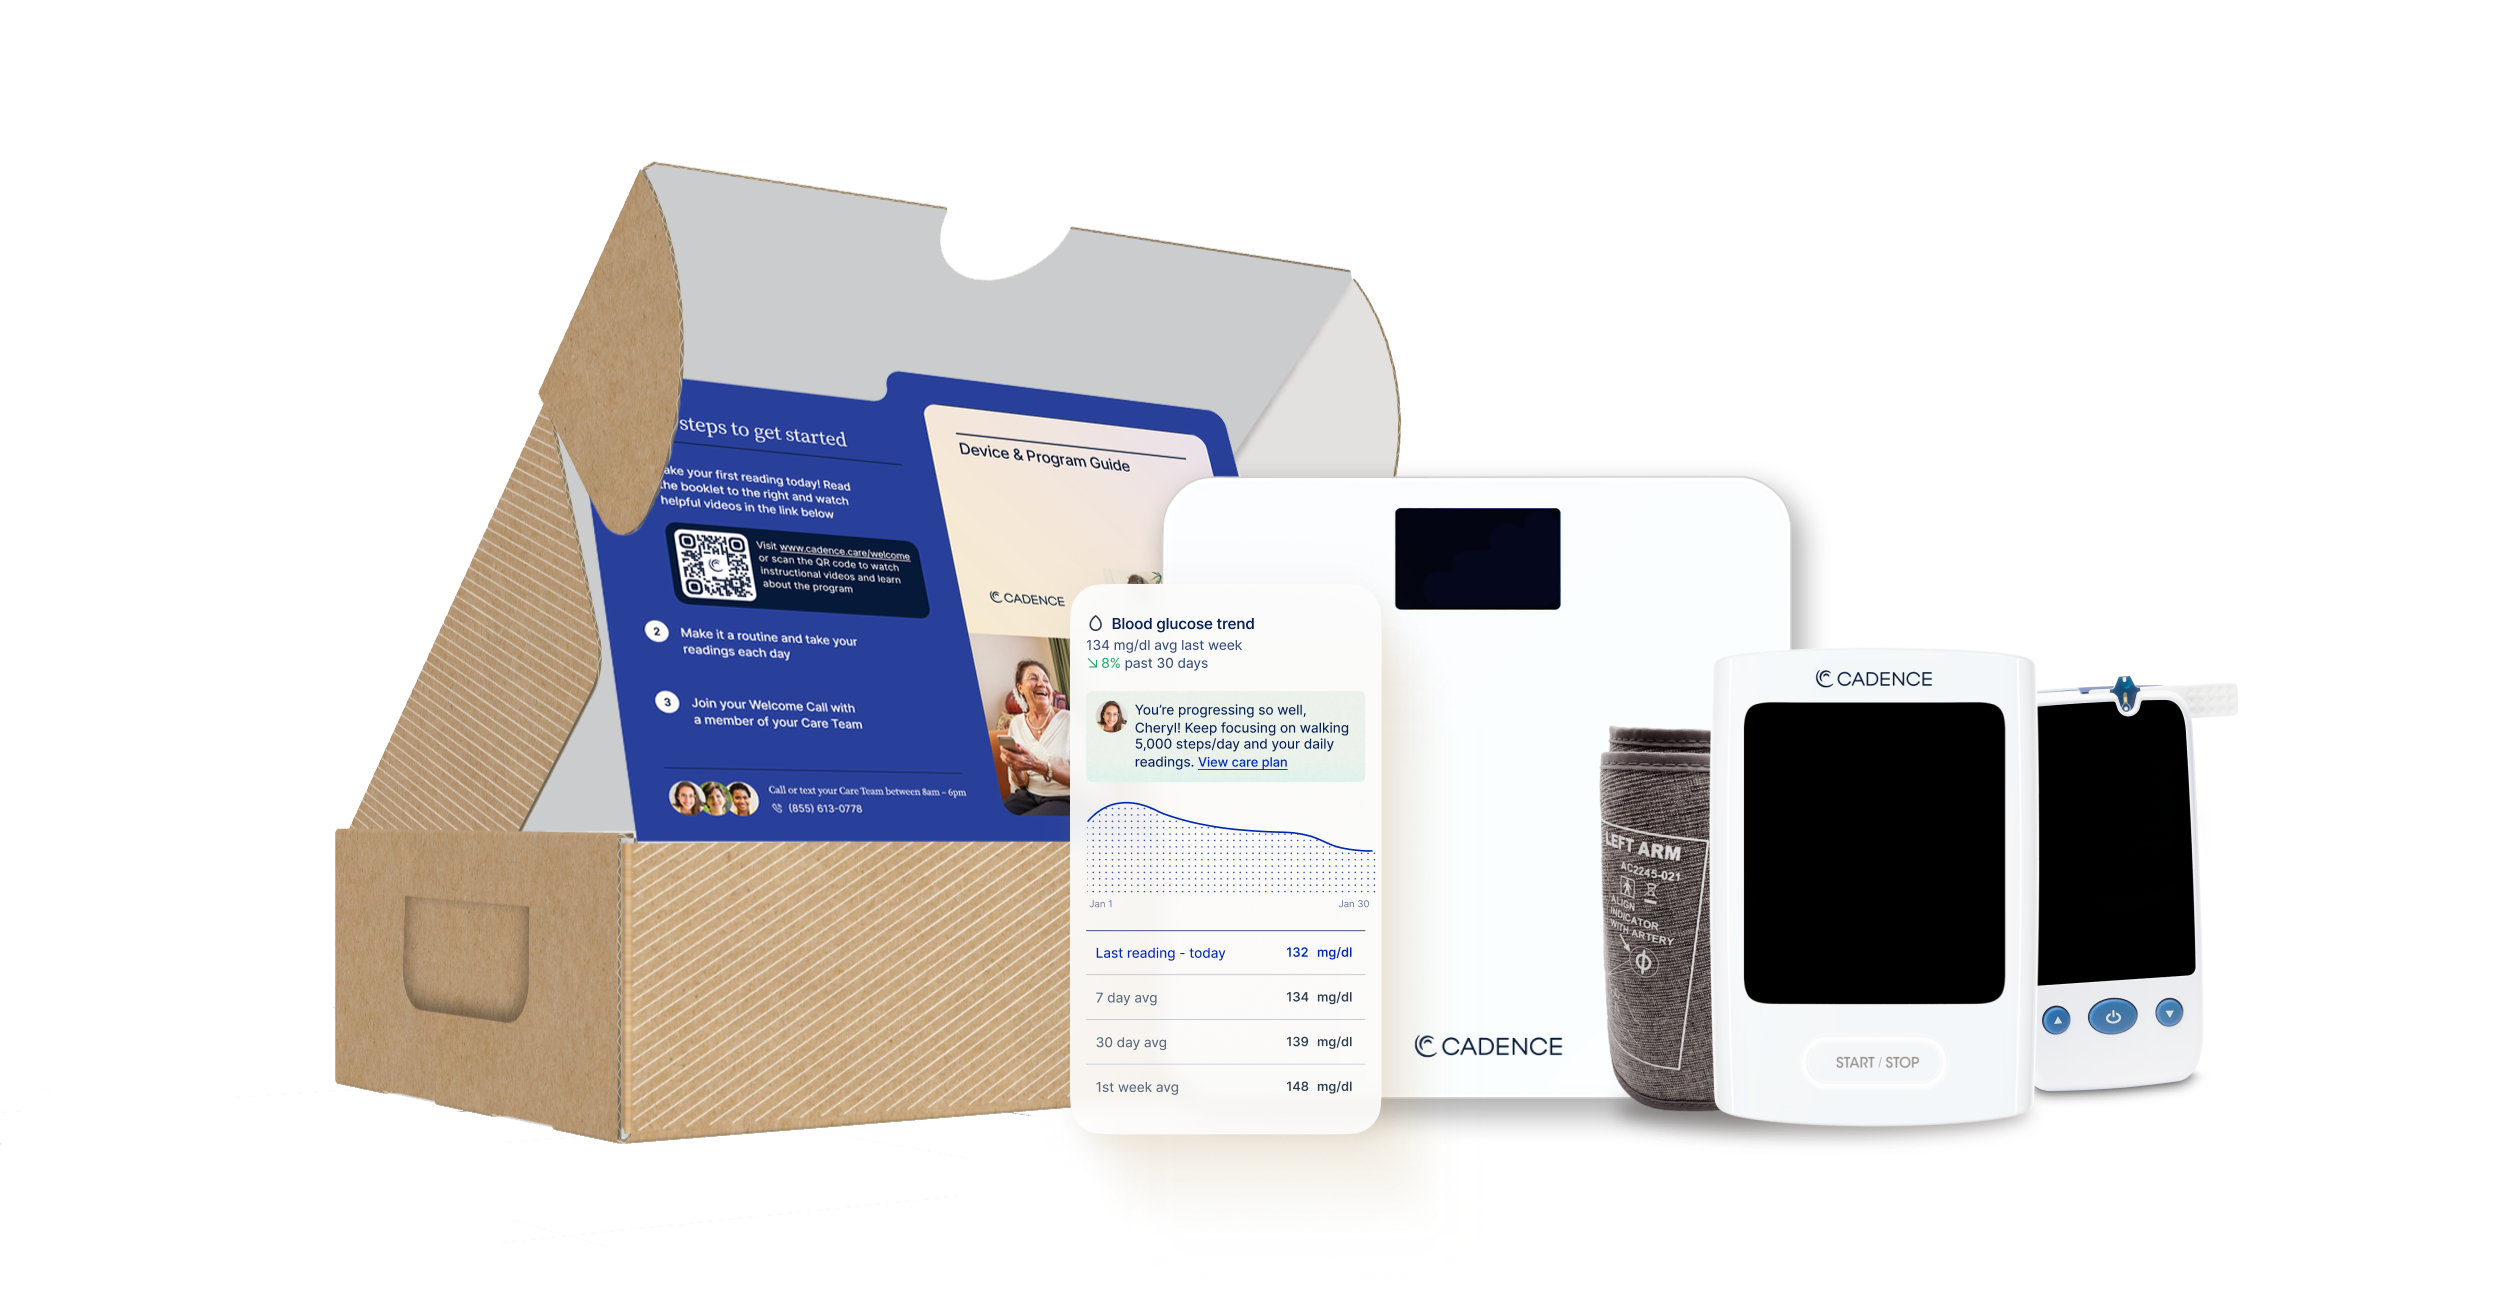 steps to get started
ake your first reading today! Read
the booklet to the right and watch
helpful videos in the link below
Visit www.cadence.care/welcome
or scan the QR code to watch
instructional videos and learn
about the program
2 Make it a routine and take your
readings each day
3 Join your Welcome Call with
a member of your Care Team
Call or text your Care Team between 8am – 6pm
(855) 613-0778
Device & Program Guide
CADENCE
Blood glucose trend
134 mg/dl avg last week
8% past 30 days
You're progressing so well,
Cheryl! Keep focusing on walking
5,000 steps/day and your daily
readings. View care plan
Jan 1 Jan 30
Last reading - today 132 mg/dl
7 day avg 134 mg/dl
30 day avg 139 mg/dl
1st week avg 148 mg/dl
CADENCE
LEFT ARM
AC2245-021
ALIGN
INDICATOR
WITH ARTERY
CADENCE
START / STOP